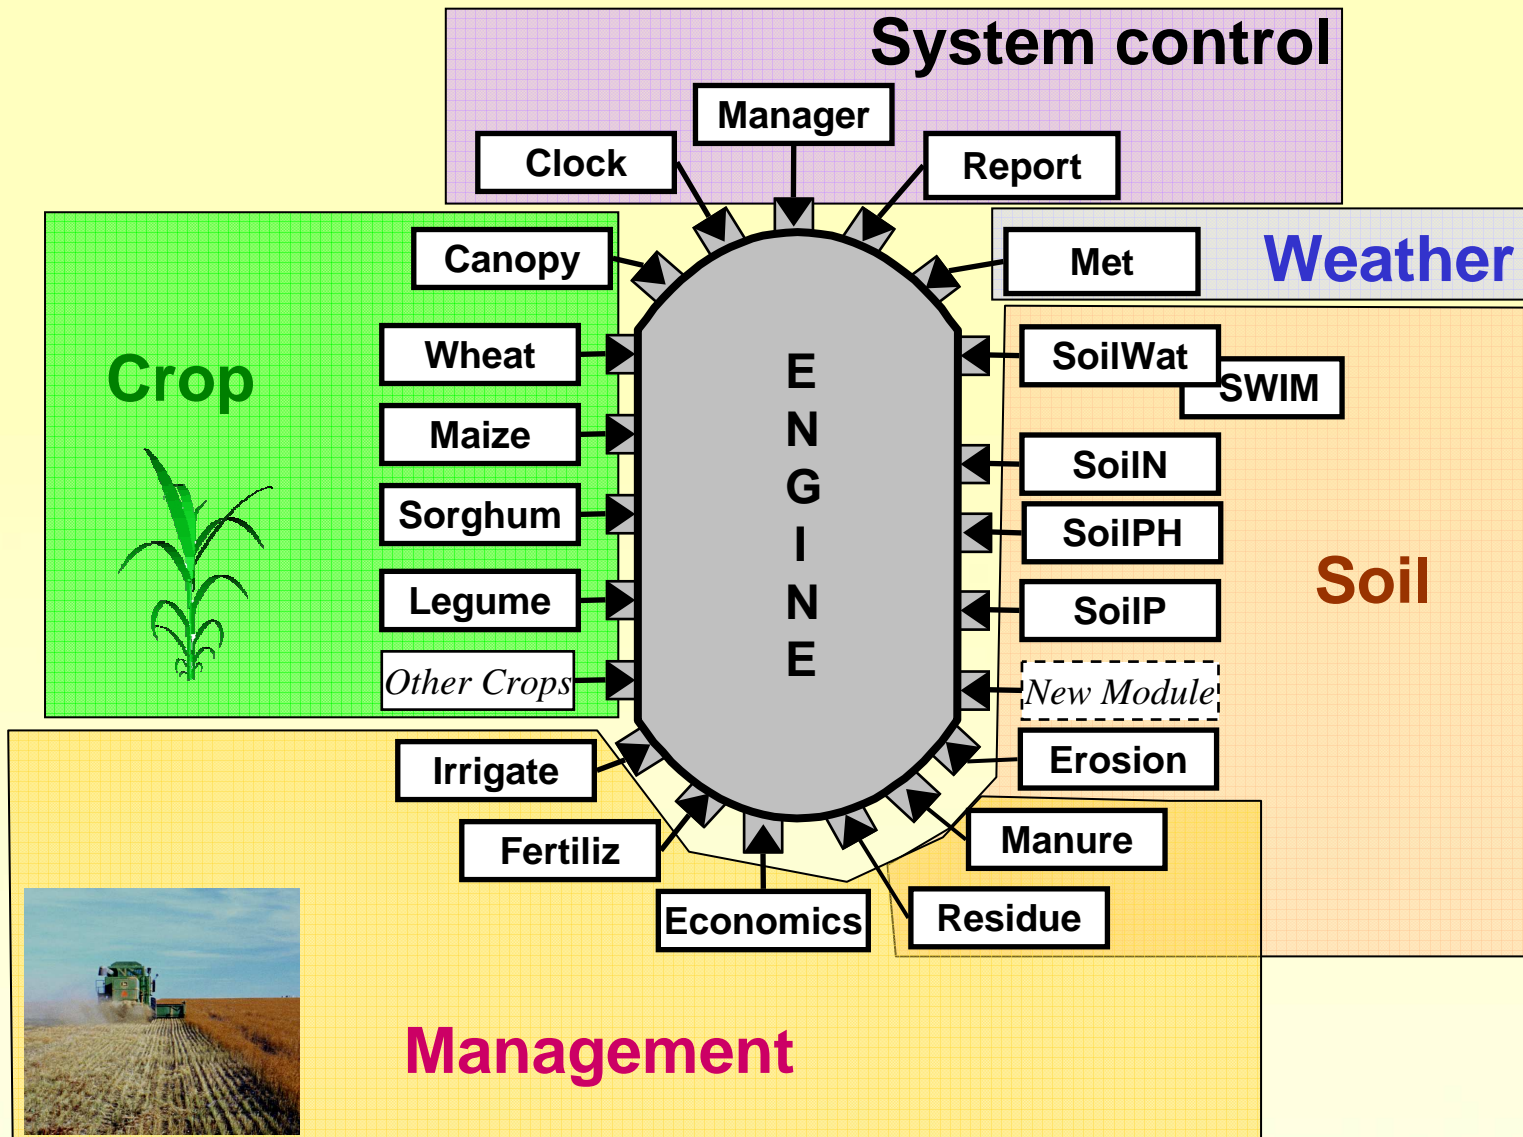 System control
Manager
Clock
Report
Canopy
Met
Weather
Crop
Wheat
Maize
Sorghum
Legume
Other Crops
E
N
G
I
N
E
SoilWat
SWIM
SoilN
SoilPH
SoilP
New Module
Erosion
Soil
Irrigate
Fertiliz
Economics
Residue
Manure
Management